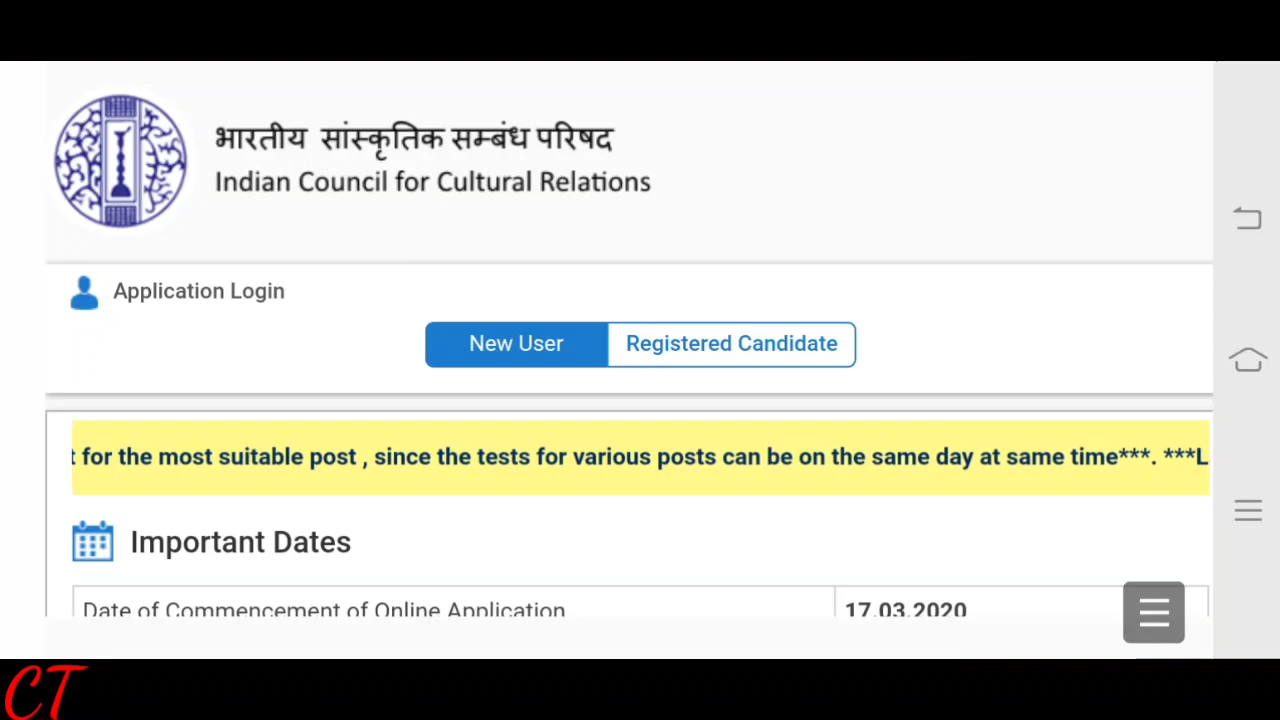 भारतीय सांस्कृतिक सम्बंध परिषद
Indian Council for Cultural Relations
Application Login
New User
Registered Candidate
t for the most suitable post , since the tests for various posts can be on the same day at same time***. ***L
Important Dates
Date of Commencement of Online Application
17.03.2020
CT